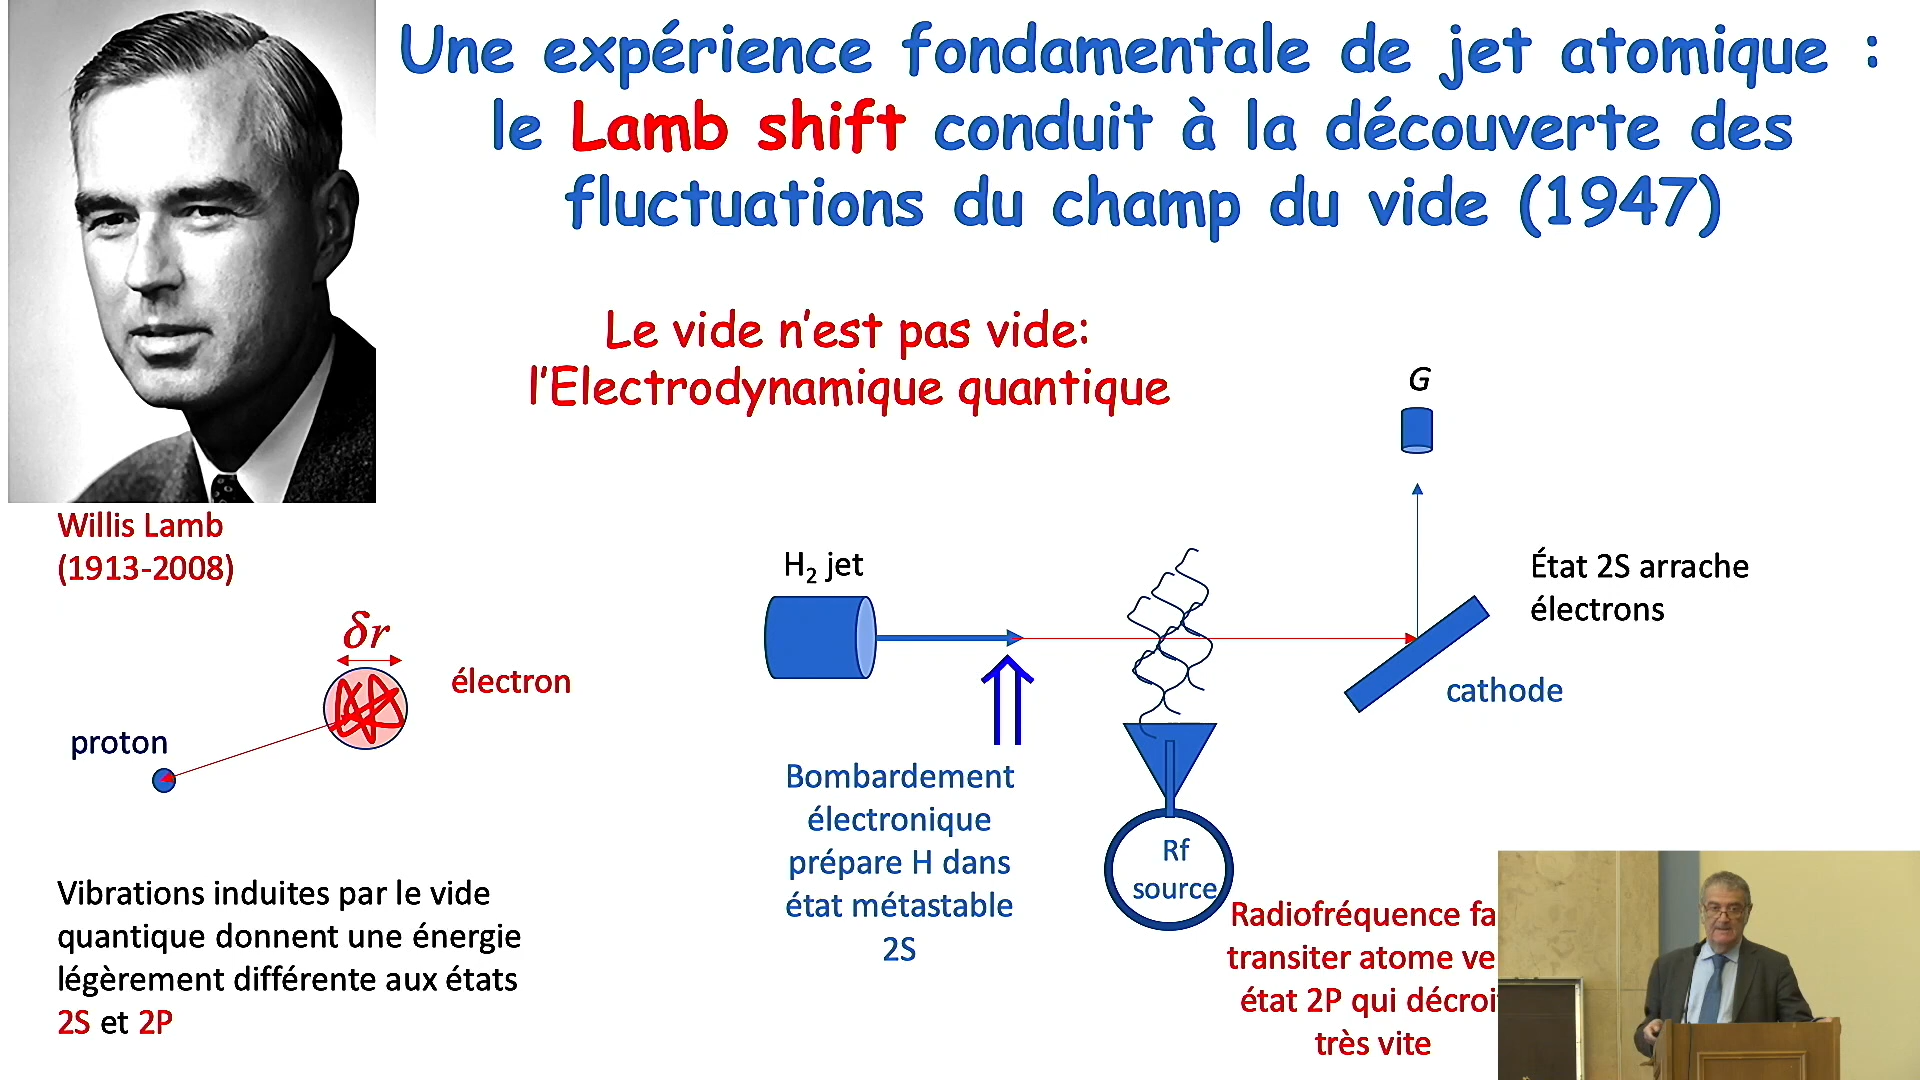 Une expérience fondamentale de jet atomique :
le Lamb shift conduit à la découverte des
fluctuations du champ du vide (1947)
Le vide n'est pas vide:
l'Electrodynamique quantique
G
Willis Lamb
(1913-2008)
H₂ jet
État 2S arrache
électrons
δr
électron
cathode
proton
Bombardement
électronique
prépare H dans
état métastable
2S
Rf
source
Vibrations induites par le vide
quantique donnent une énergie
légèrement différente aux états
2S et 2P
Radiofréquence fa
transiter atome ve
état 2P qui décroi
très vite